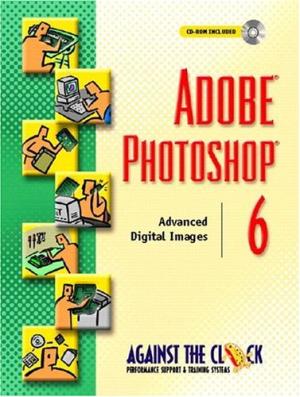 CD-ROM INCLUDED
ADOBE®
PHOTOSHOP®
Advanced
Digital Images
6
AGAINST THE CLOCK
PERFORMANCE SUPPORT & TRAINING SYSTEMS